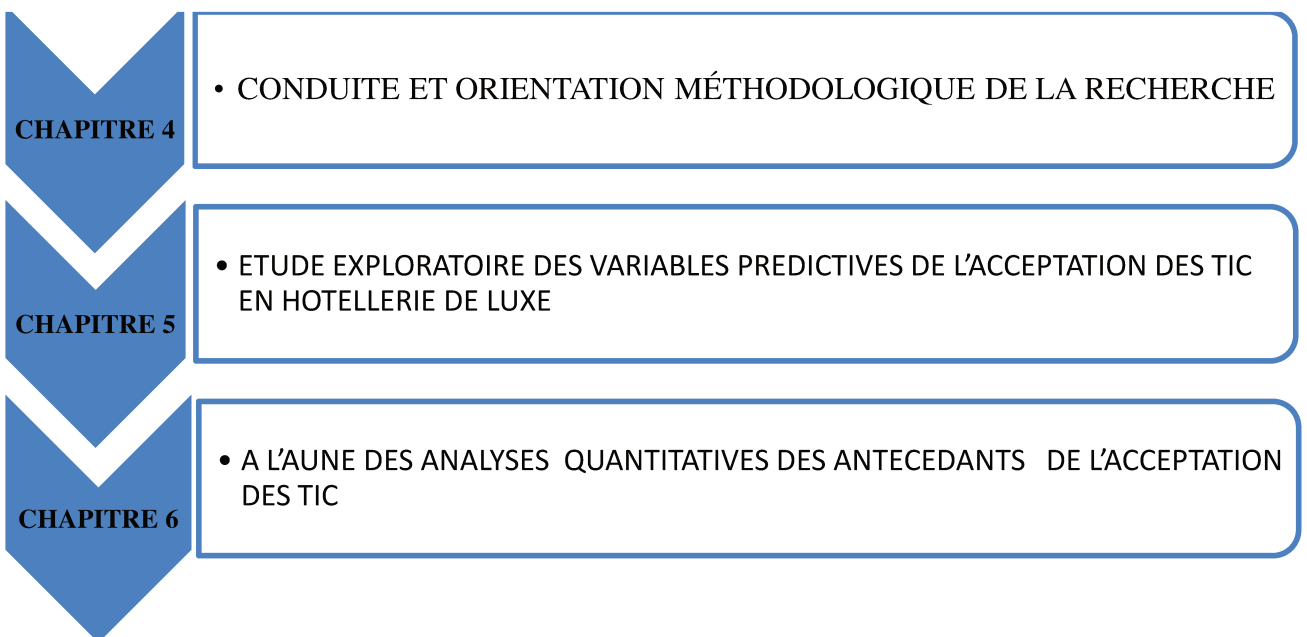 CHAPITRE 4
• CONDUITE ET ORIENTATION MÉTHODOLOGIQUE DE LA RECHERCHE
CHAPITRE 5
• ETUDE EXPLORATOIRE DES VARIABLES PREDICTIVES DE L’ACCEPTATION DES TIC
EN HOTELLERIE DE LUXE
CHAPITRE 6
• A L’AUNE DES ANALYSES QUANTITATIVES DES ANTECEDANTS DE L’ACCEPTATION
DES TIC